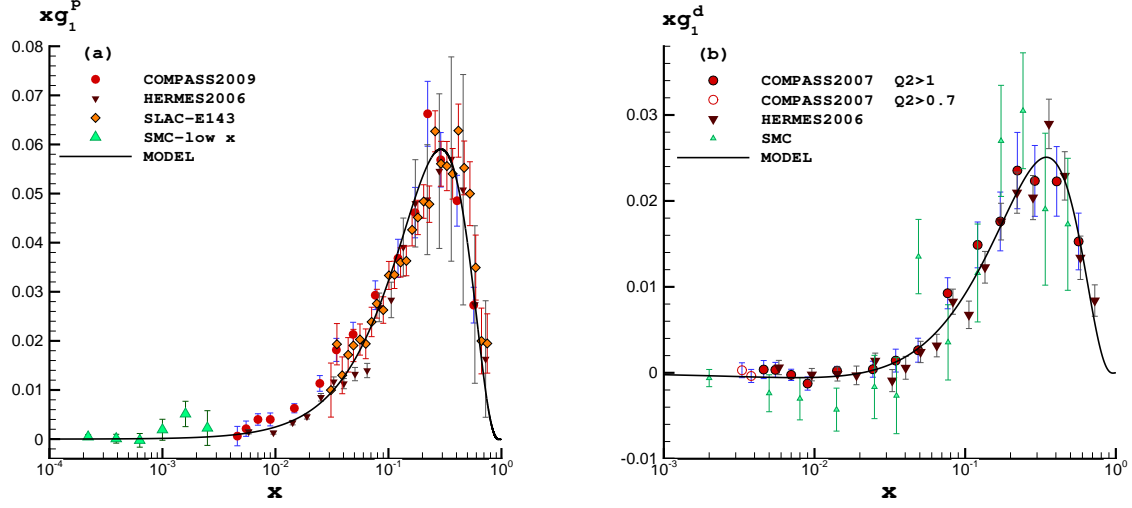 xg₁ᵖ
(a)
COMPASS2009
HERMES2006
SLAC-E143
SMC-low x
MODEL
0.08
0.07
0.06
0.05
0.04
0.03
0.02
0.01
0
10⁻⁴
10⁻³
10⁻²
10⁻¹
10⁰
x
xg₁ᵈ
(b)
COMPASS2007 Q2>1
COMPASS2007 Q2>0.7
HERMES2006
SMC
MODEL
0.03
0.02
0.01
0
-0.01
10⁻³
10⁻²
10⁻¹
10⁰
x